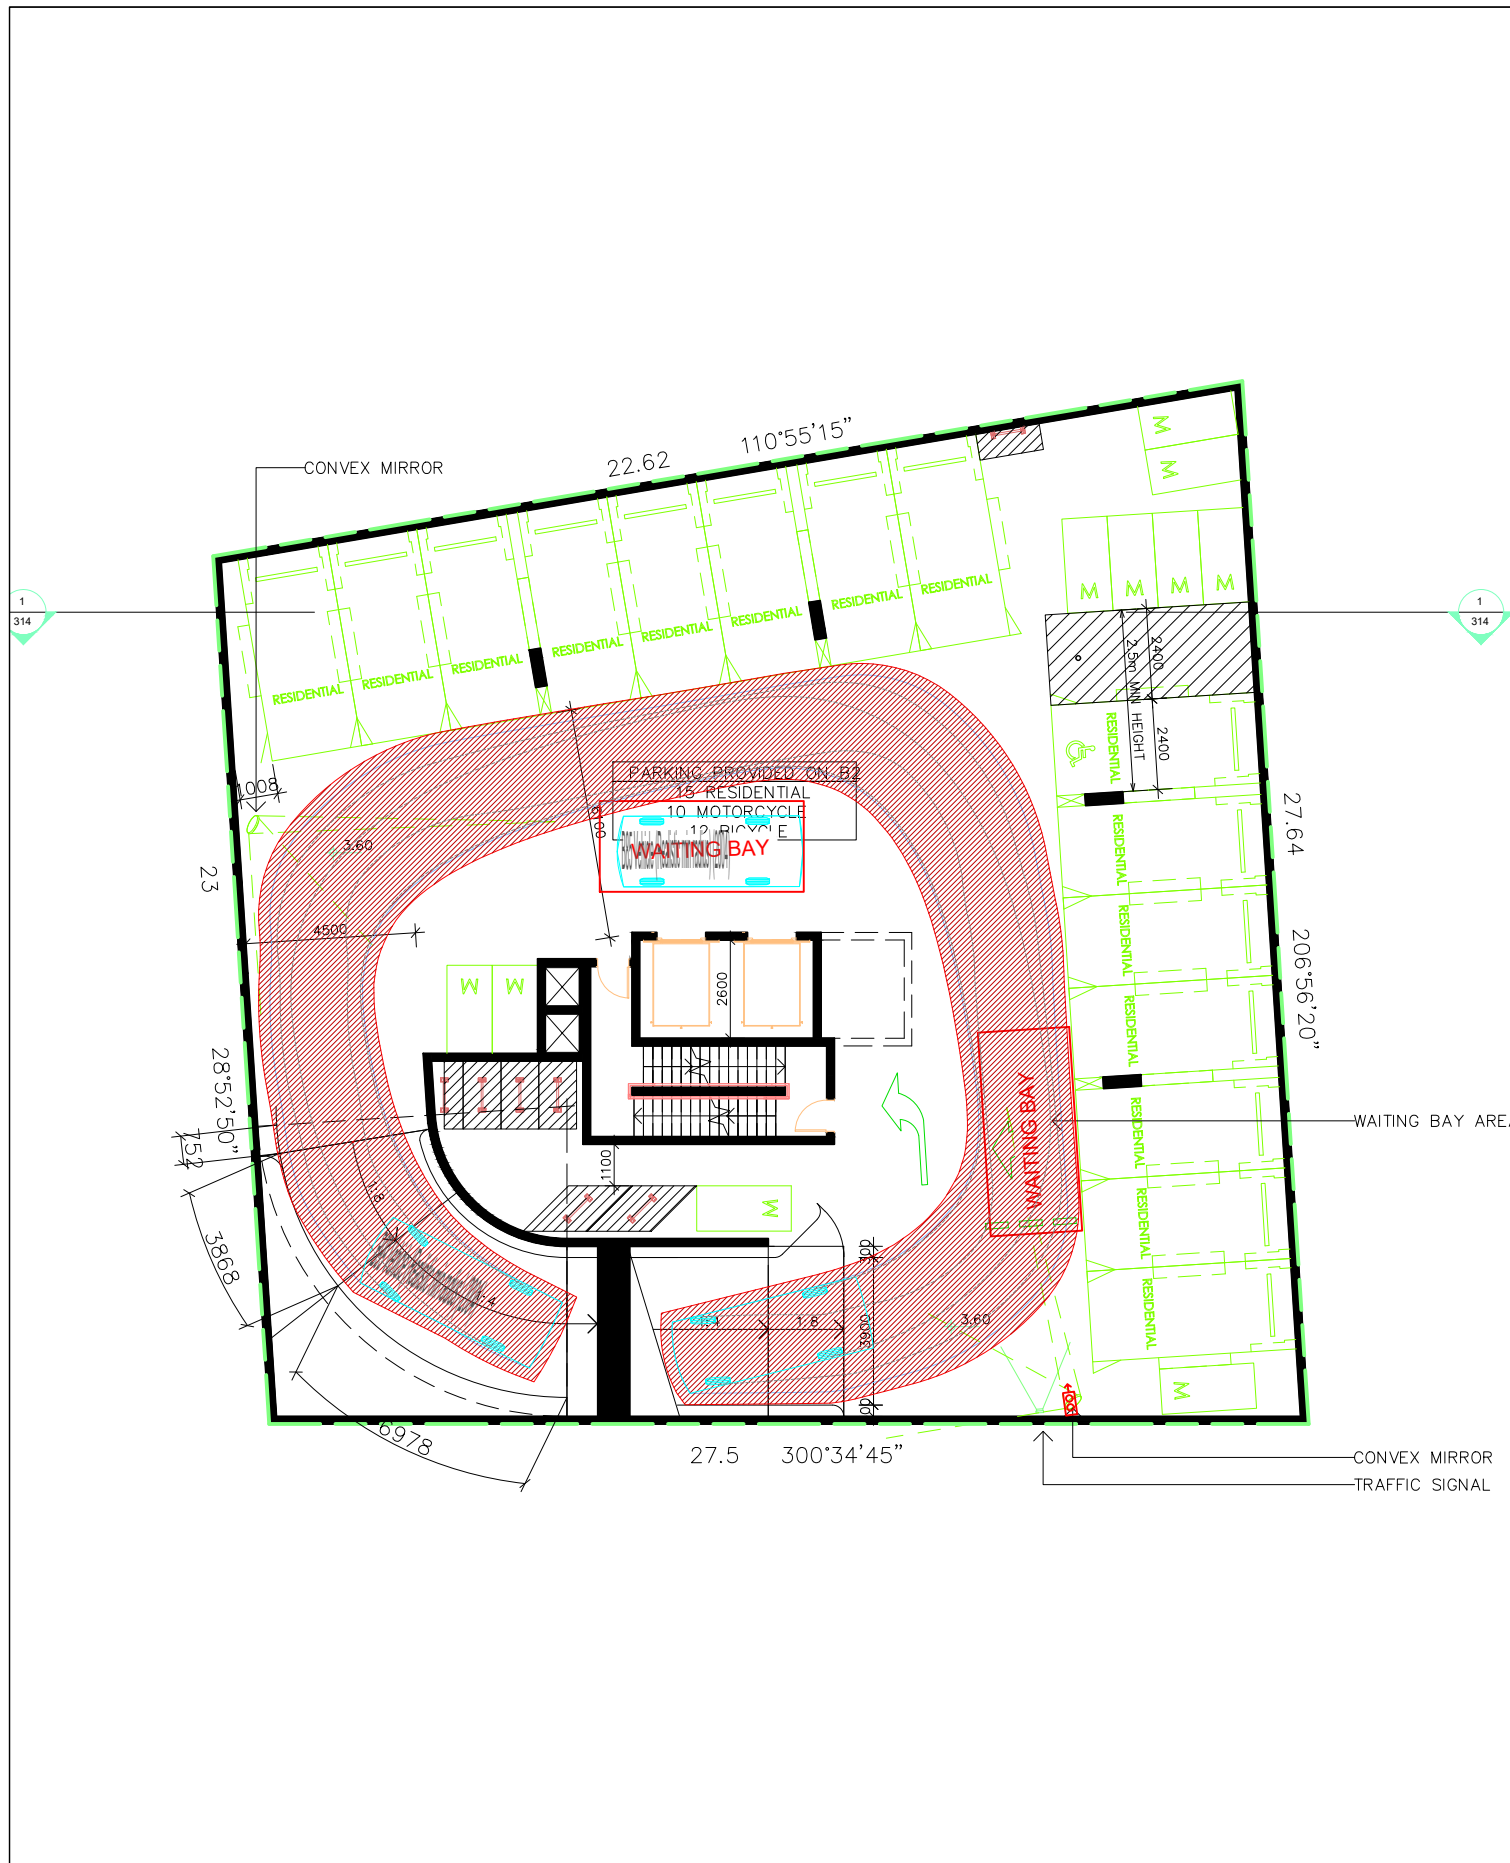 110°55'15"
22.62
CONVEX MIRROR
M
M
RESIDENTIAL
RESIDENTIAL
RESIDENTIAL
RESIDENTIAL
RESIDENTIAL
RESIDENTIAL
RESIDENTIAL
RESIDENTIAL
M
M
M
M
1
314
1
314
2400
2.5m MIN HEIGHT
2400
RESIDENTIAL
RESIDENTIAL
RESIDENTIAL
RESIDENTIAL
RESIDENTIAL
RESIDENTIAL
RESIDENTIAL
PARKING PROVIDED ON B2
15 RESIDENTIAL
10 MOTORCYCLE
12 BICYCLE
WAITING BAY
1008
3.60
27.64
23
4500
206°56'20"
2600
M
M
28°52'50"
752
WAITING BAY
WAITING BAY AREA
1100
M
1:8
3868
1:4
300
1:4
1:8
3930
3.60
M
6978
27.5
300°34'45"
CONVEX MIRROR
TRAFFIC SIGNAL